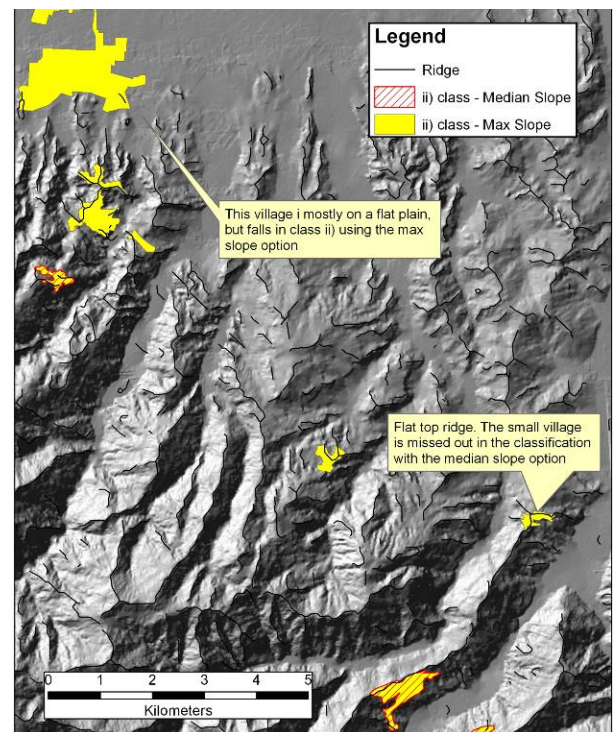 Legend
Ridge
ii) class - Median Slope
ii) class - Max Slope
This village i mostly on a flat plain,
but falls in class ii) using the max
slope option
Flat top ridge. The small village
is missed out in the classification
with the median slope option
0 1 2 3 4 5
Kilometers